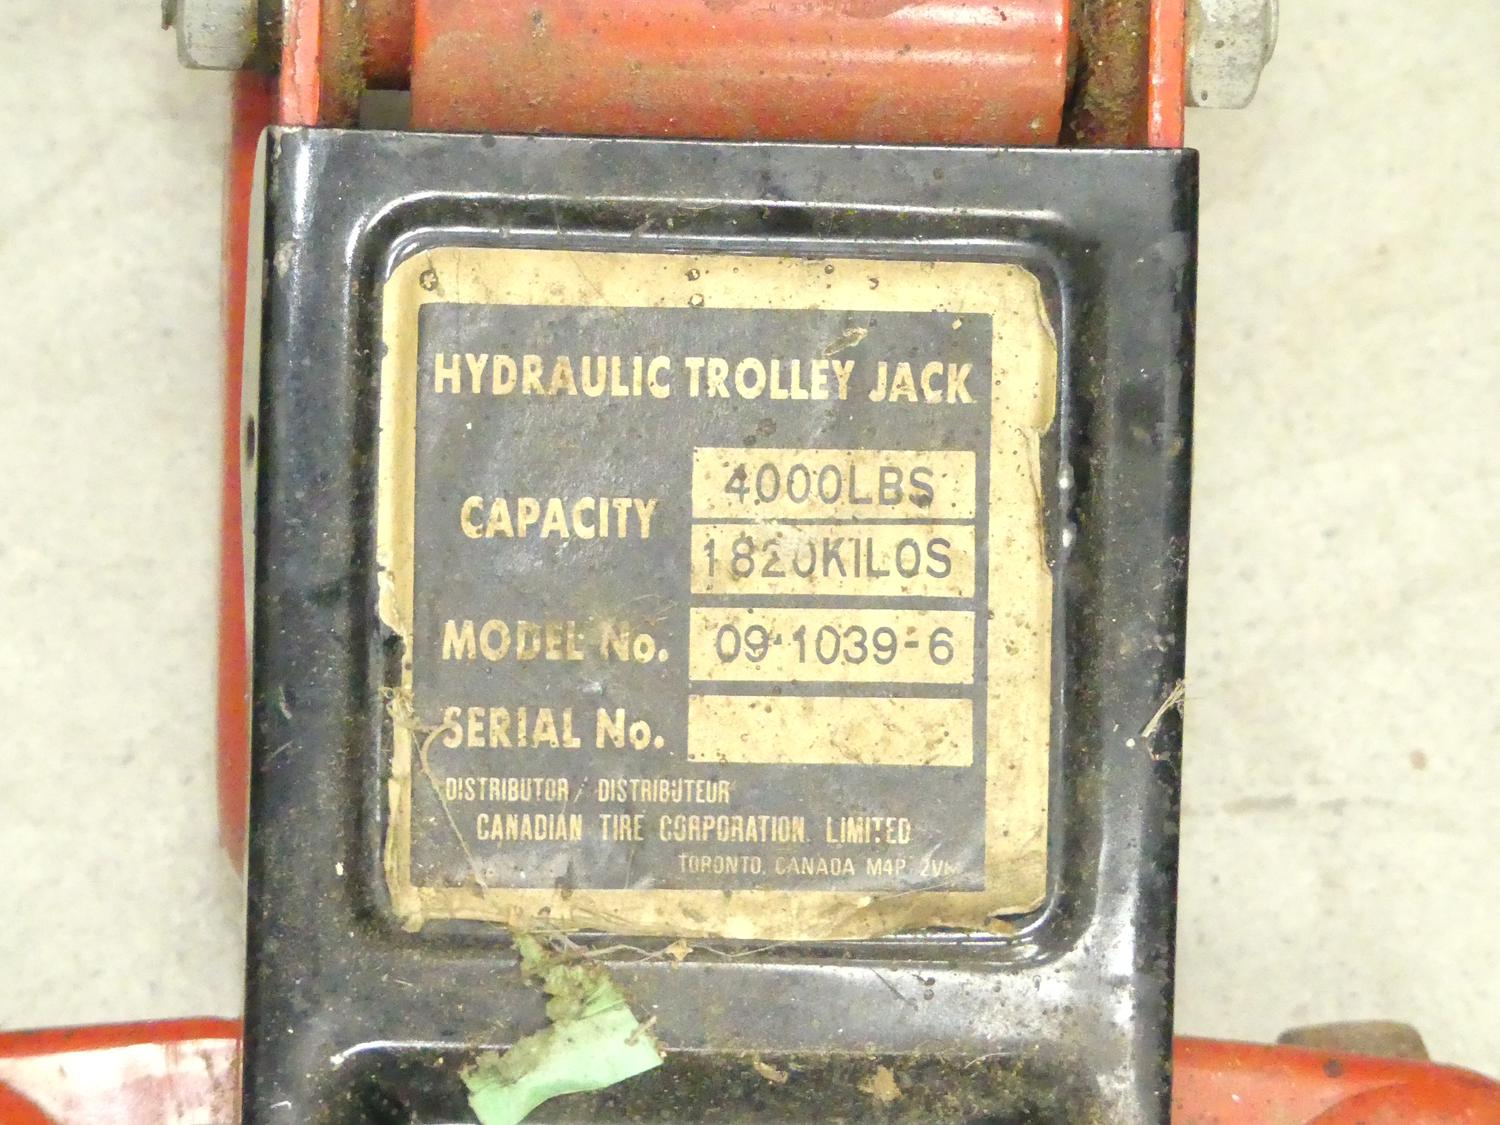 HYDRAULIC TROLLEY JACK
CAPACITY
4000LBS
1820KILOS
MODEL No. 09-1039-6
SERIAL No.
DISTRIBUTOR / DISTRIBUTEUR
CANADIAN TIRE CORPORATION LIMITED
TORONTO, CANADA M4P